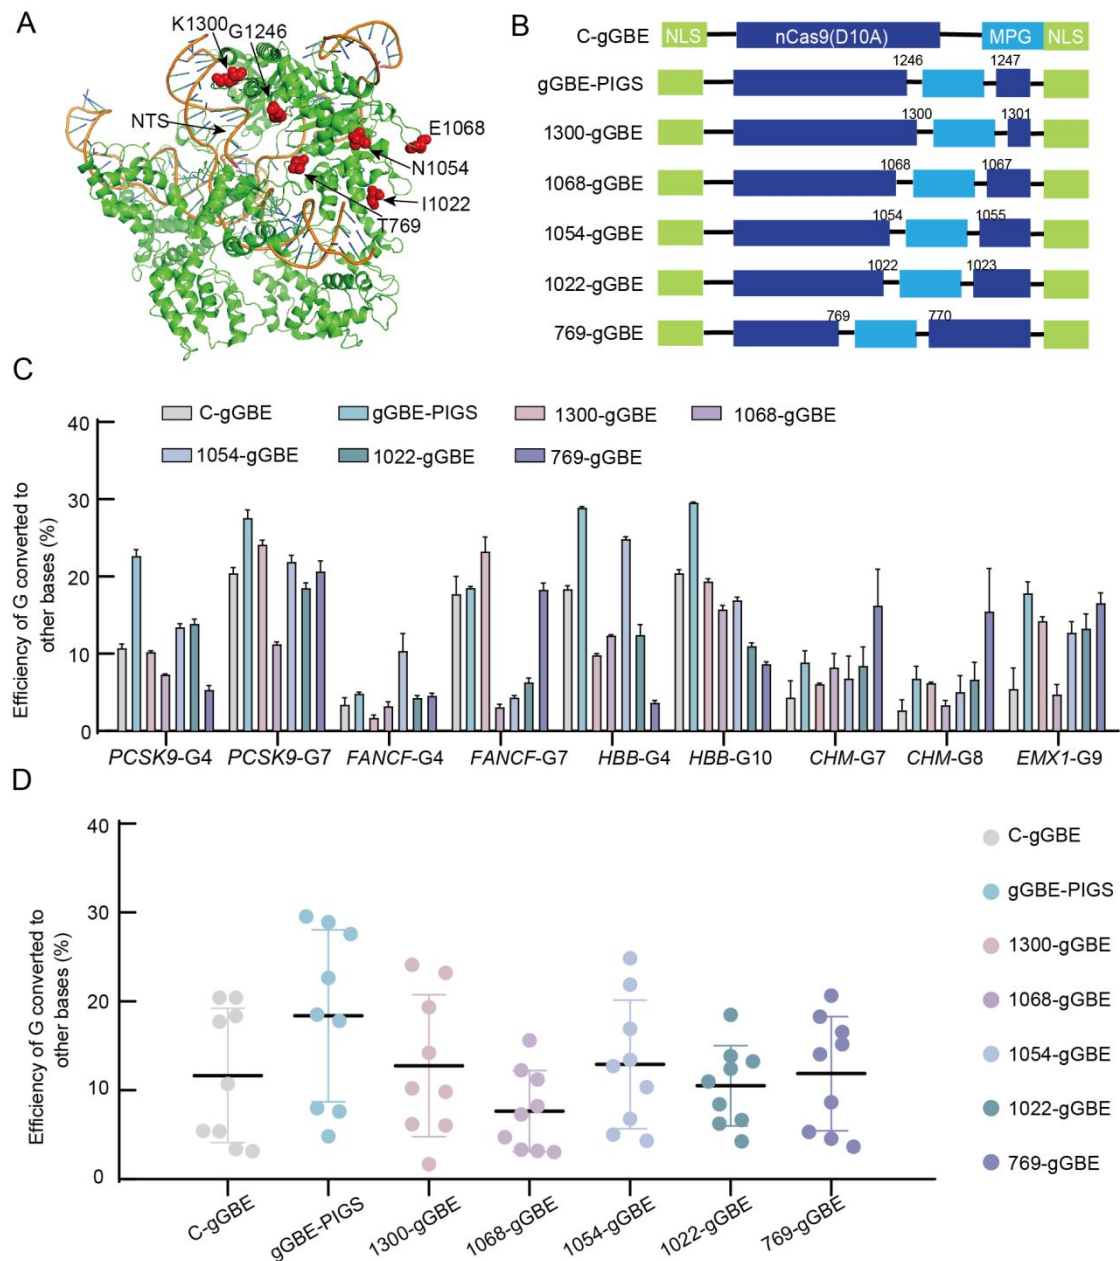 A
K1300
G1246
NTS
E1068
N1054
I1022
T769
B
C-gGBE NLS nCas9(D10A) MPG NLS
gGBE-PIGS 1246 1247
1300-gGBE 1300 1301
1068-gGBE 1068 1067
1054-gGBE 1054 1055
1022-gGBE 1022 1023
769-gGBE 769 770
C
Efficiency of G converted to
other bases (%)
C-gGBE gGBE-PIGS 1300-gGBE 1068-gGBE
1054-gGBE 1022-gGBE 769-gGBE
40
30
20
10
0
PCSK9-G4 PCSK9-G7 FANCF-G4 FANCF-G7 HBB-G4 HBB-G10 CHM-G7 CHM-G8 EMX1-G9
D
Efficiency of G converted to
other bases (%)
40
30
20
10
0
C-gGBE gGBE-PIGS 1300-gGBE 1068-gGBE 1054-gGBE 1022-gGBE 769-gGBE
C-gGBE
gGBE-PIGS
1300-gGBE
1068-gGBE
1054-gGBE
1022-gGBE
769-gGBE